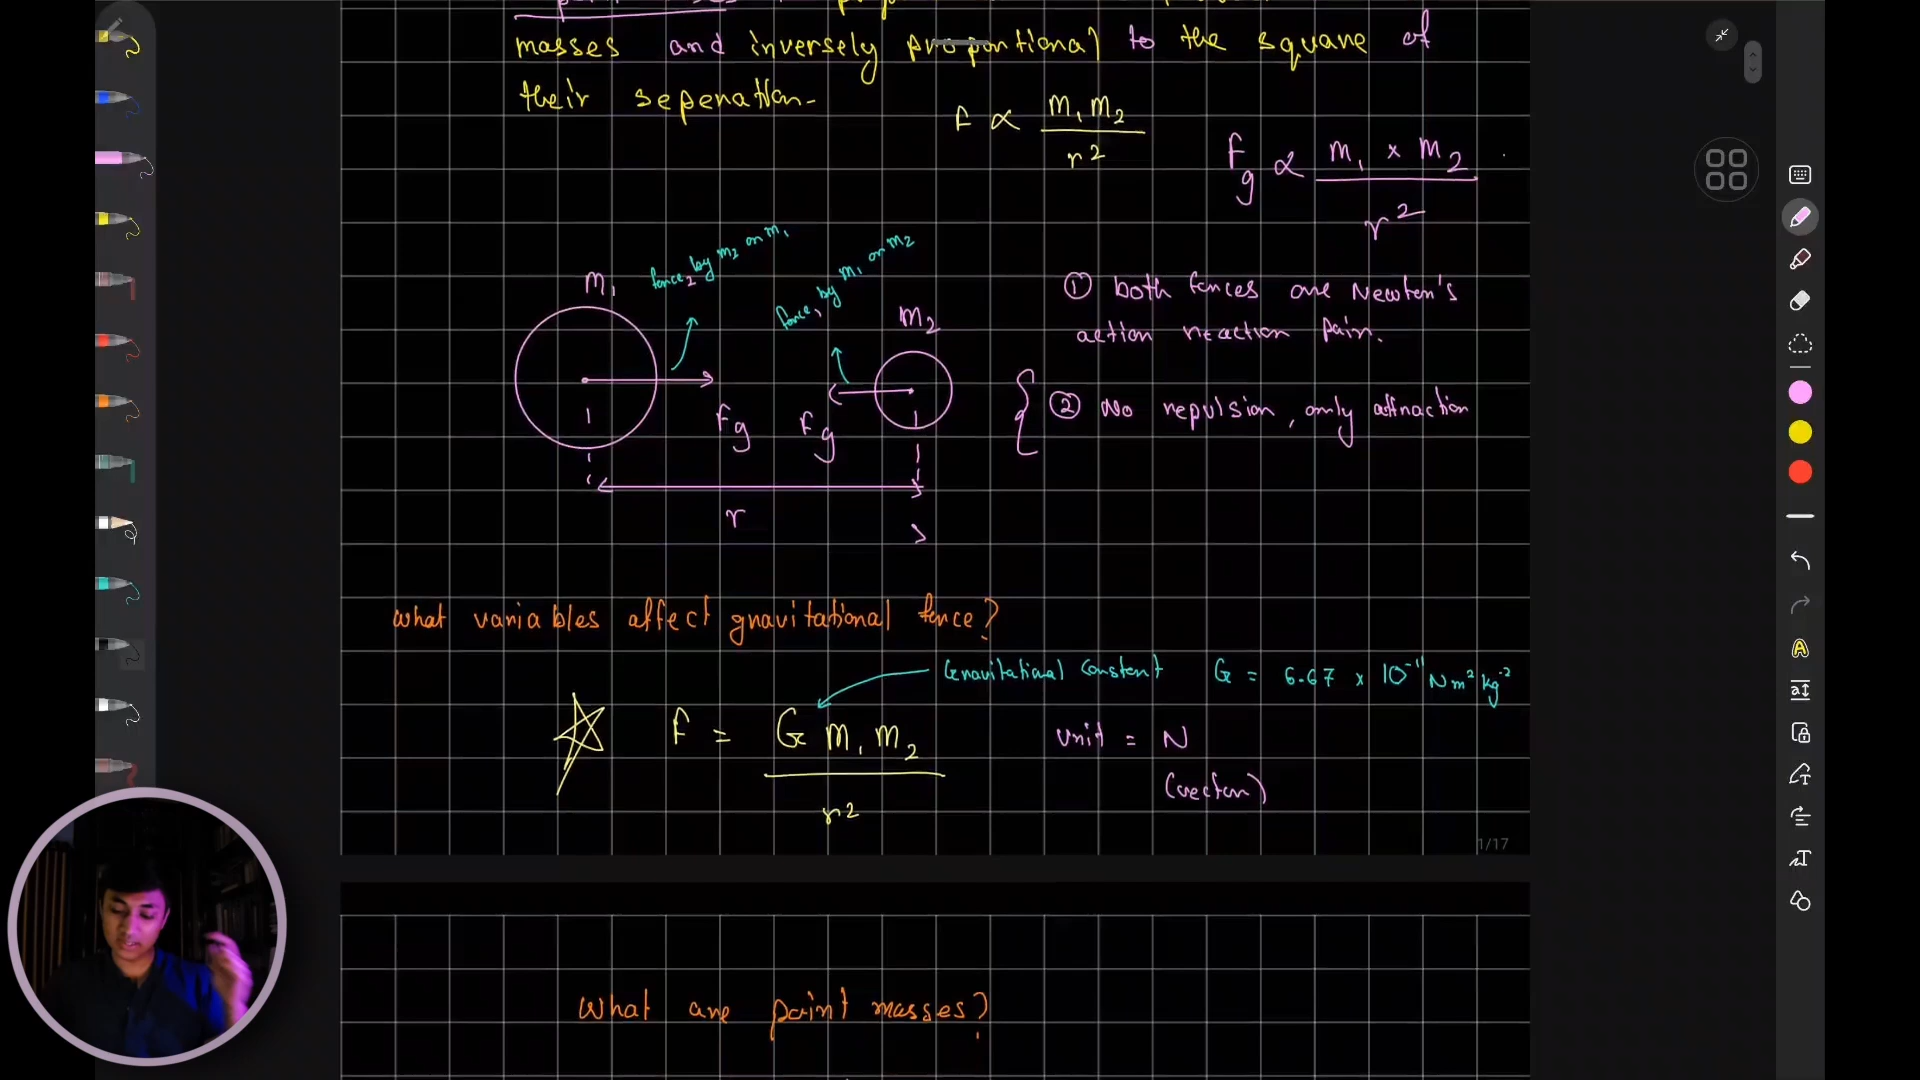 masses and inversely proportional to the square of
their seperation.
F ∝ m₁m₂ / r²
Fg ∝ m₁ × m₂ / r²
force₂ by m₂ on m₁
force, by m₁ on m₂
m₁
m₂
① both forces are Newton's
action reaction pair.
② No repulsion, only attraction
Fg
Fg
r
What variables affect gravitational force?
Gravitational constant G = 6.67 × 10⁻¹¹ Nm² kg⁻²
F = G m₁ m₂ / r²
unit = N
(vector)
1/17
What are point masses?